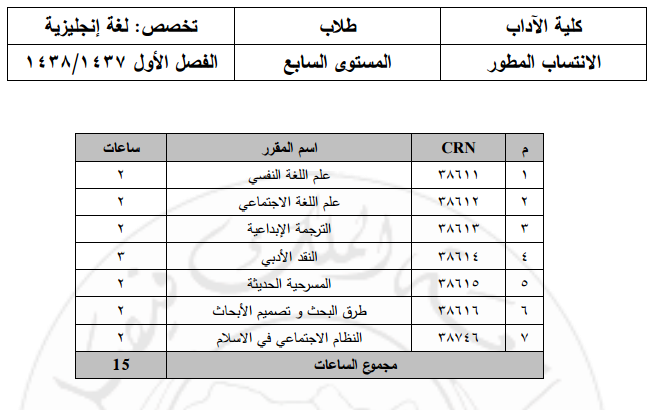 كلية الآداب طلاب تخصص: لغة إنجليزية
الانتساب المطور المستوى السابع الفصل الأول ١٤٣٨/١٤٣٧
م CRN اسم المقرر ساعات
١ ٣٨٦١١ علم اللغة النفسي ٢
٢ ٣٨٦١٢ علم اللغة الاجتماعي ٢
٣ ٣٨٦١٣ الترجمة الإبداعية ٢
٤ ٣٨٦١٤ النقد الأدبي ٣
٥ ٣٨٦١٥ المسرحية الحديثة ٢
٦ ٣٨٦١٦ طرق البحث و تصميم الأبحاث ٢
٧ ٣٨٧٤٦ النظام الاجتماعي في الاسلام ٢
مجموع الساعات 15